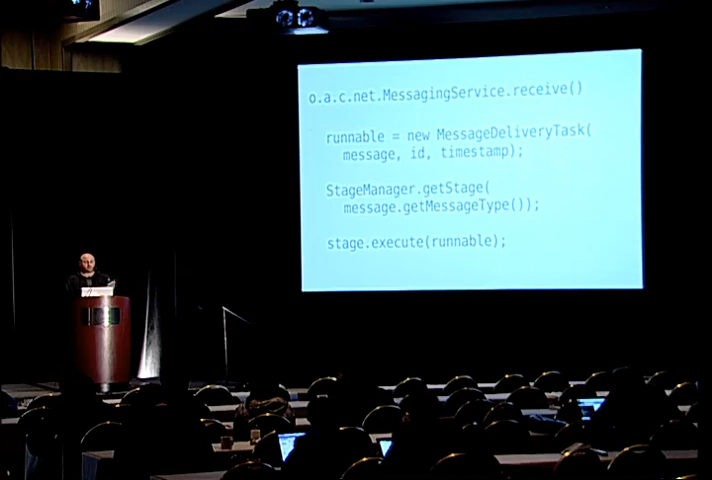 o.a.c.net.MessagingService.receive()
runnable = new MessageDeliveryTask(
message, id, timestamp);
StageManager.getStage(
message.getMessageType());
stage.execute(runnable);